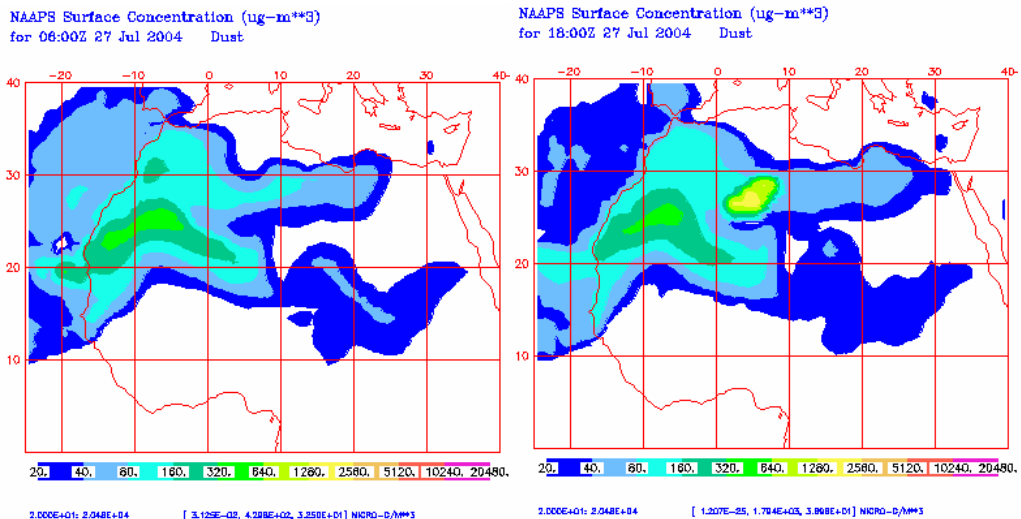 NAAPS Surface Concentration (ug-m**3)
for 06:00Z 27 Jul 2004 Dust
-20 -10 0 10 20 30 40
40
30
20
10
20. 40. 80. 160. 320. 640. 1280. 2560. 5120. 10240. 20480.
2.000E+01: 2.048E+04 [ 3.125E-02, 4.298E+02, 3.250E+01] MICRO-G/M**3
NAAPS Surface Concentration (ug-m**3)
for 18:00Z 27 Jul 2004 Dust
-20 -10 0 10 20 30 40
40
30
20
10
20. 40. 80. 160. 320. 640. 1280. 2560. 5120. 10240. 20480.
2.000E+01: 2.048E+04 [ 1.207E-25, 1.794E+03, 3.898E+01] MICRO-G/M**3